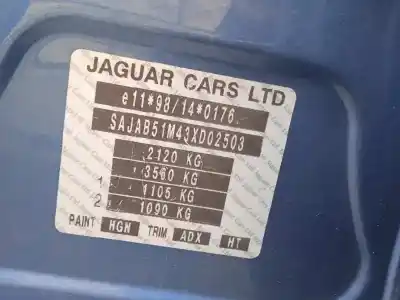 JAGUAR CARS LTD
e11*98/14*0176
SAJAB51M43XD02503
2120 KG
3560 KG
1 1105 KG
2 1090 KG
PAINT HGN TRIM ADX HT